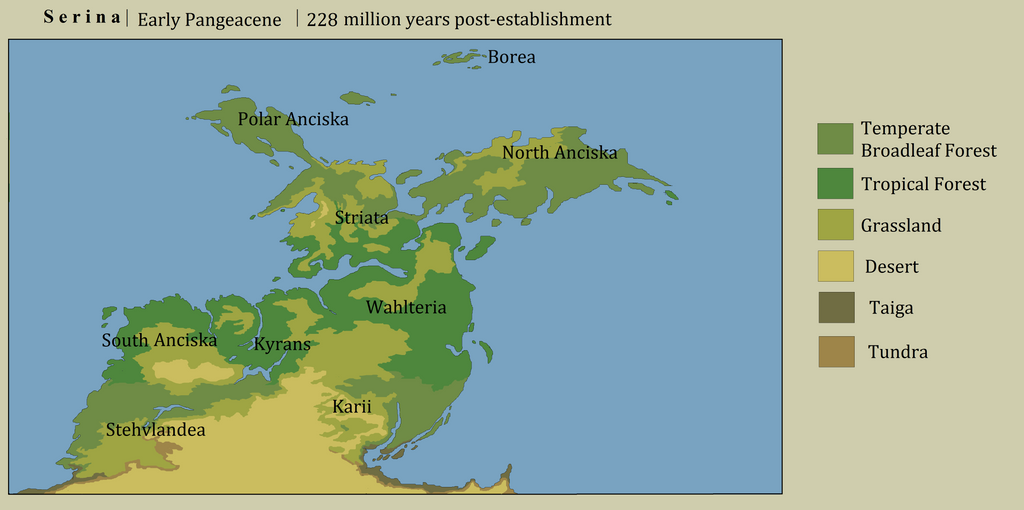 Serina| Early Pangeacene | 228 million years post-establishment
Borea
Polar Anciska
North Anciska
Striata
Wahlteria
South Anciska
Kyrans
Karii
Stehvlandea
Temperate
Broadleaf Forest
Tropical Forest
Grassland
Desert
Taiga
Tundra